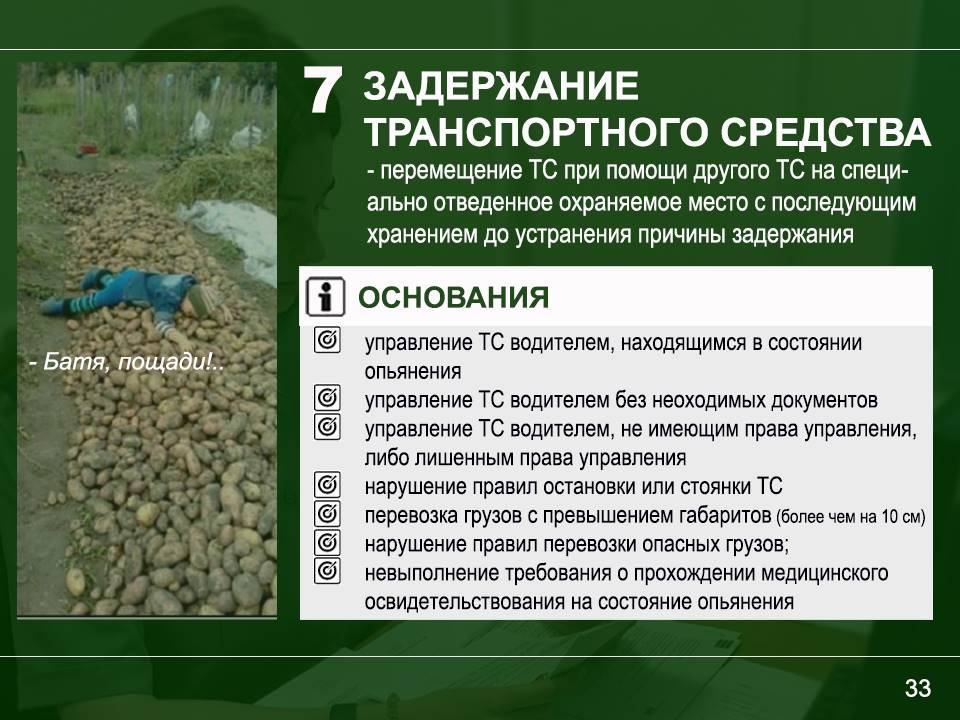 7 ЗАДЕРЖАНИЕ
ТРАНСПОРТНОГО СРЕДСТВА
- перемещение ТС при помощи другого ТС на специ-
ально отведенное охраняемое место с последующим
хранением до устранения причины задержания
- Батя, пощади!..
ОСНОВАНИЯ
управление ТС водителем, находящимся в состоянии
опьянения
управление ТС водителем без неоходимых документов
управление ТС водителем, не имеющим права управления,
либо лишенным права управления
нарушение правил остановки или стоянки ТС
перевозка грузов с превышением габаритов (более чем на 10 см)
нарушение правил перевозки опасных грузов;
невыполнение требования о прохождении медицинского
освидетельствования на состояние опьянения
33